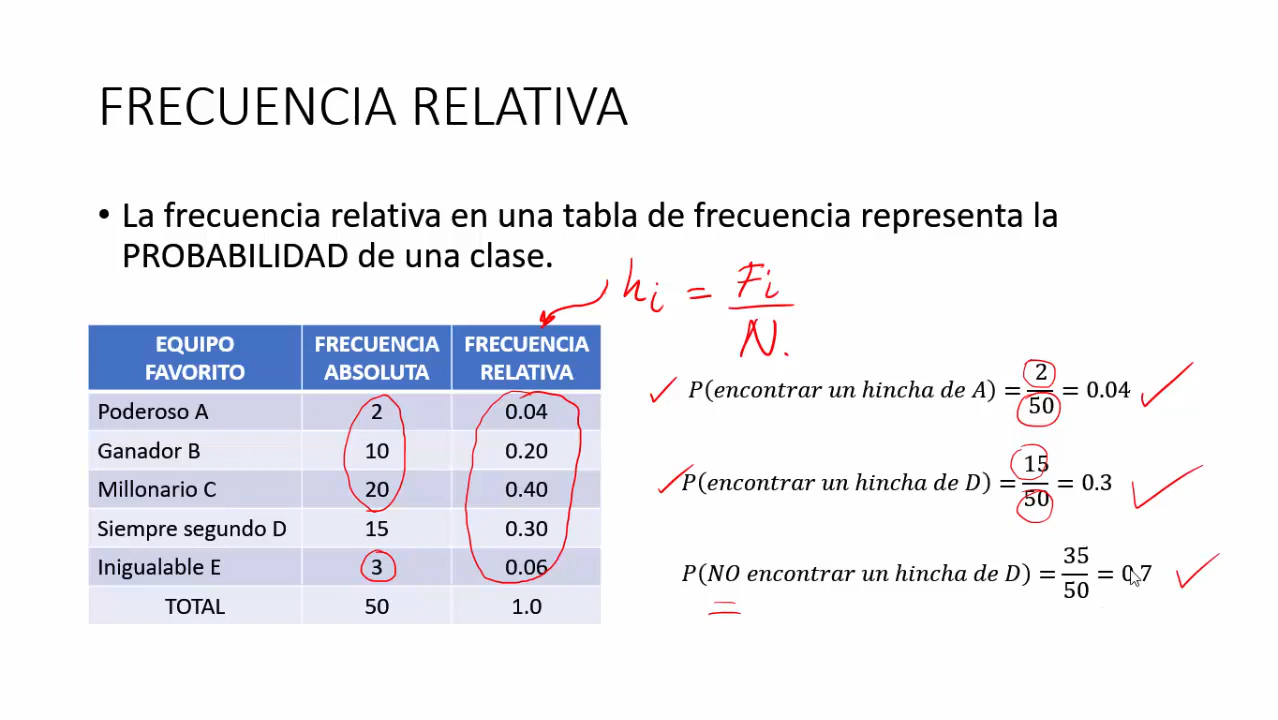 FRECUENCIA RELATIVA
• La frecuencia relativa en una tabla de frecuencia representa la
PROBABILIDAD de una clase.
hi = Fi / N.
EQUIPO FAVORITO FRECUENCIA ABSOLUTA FRECUENCIA RELATIVA
Poderoso A 2 0.04
Ganador B 10 0.20
Millonario C 20 0.40
Siempre segundo D 15 0.30
Inigualable E 3 0.06
TOTAL 50 1.0
P(encontrar un hincha de A) = 2/50 = 0.04
P(encontrar un hincha de D) = 15/50 = 0.3
P(NO encontrar un hincha de D) = 35/50 = 0.7